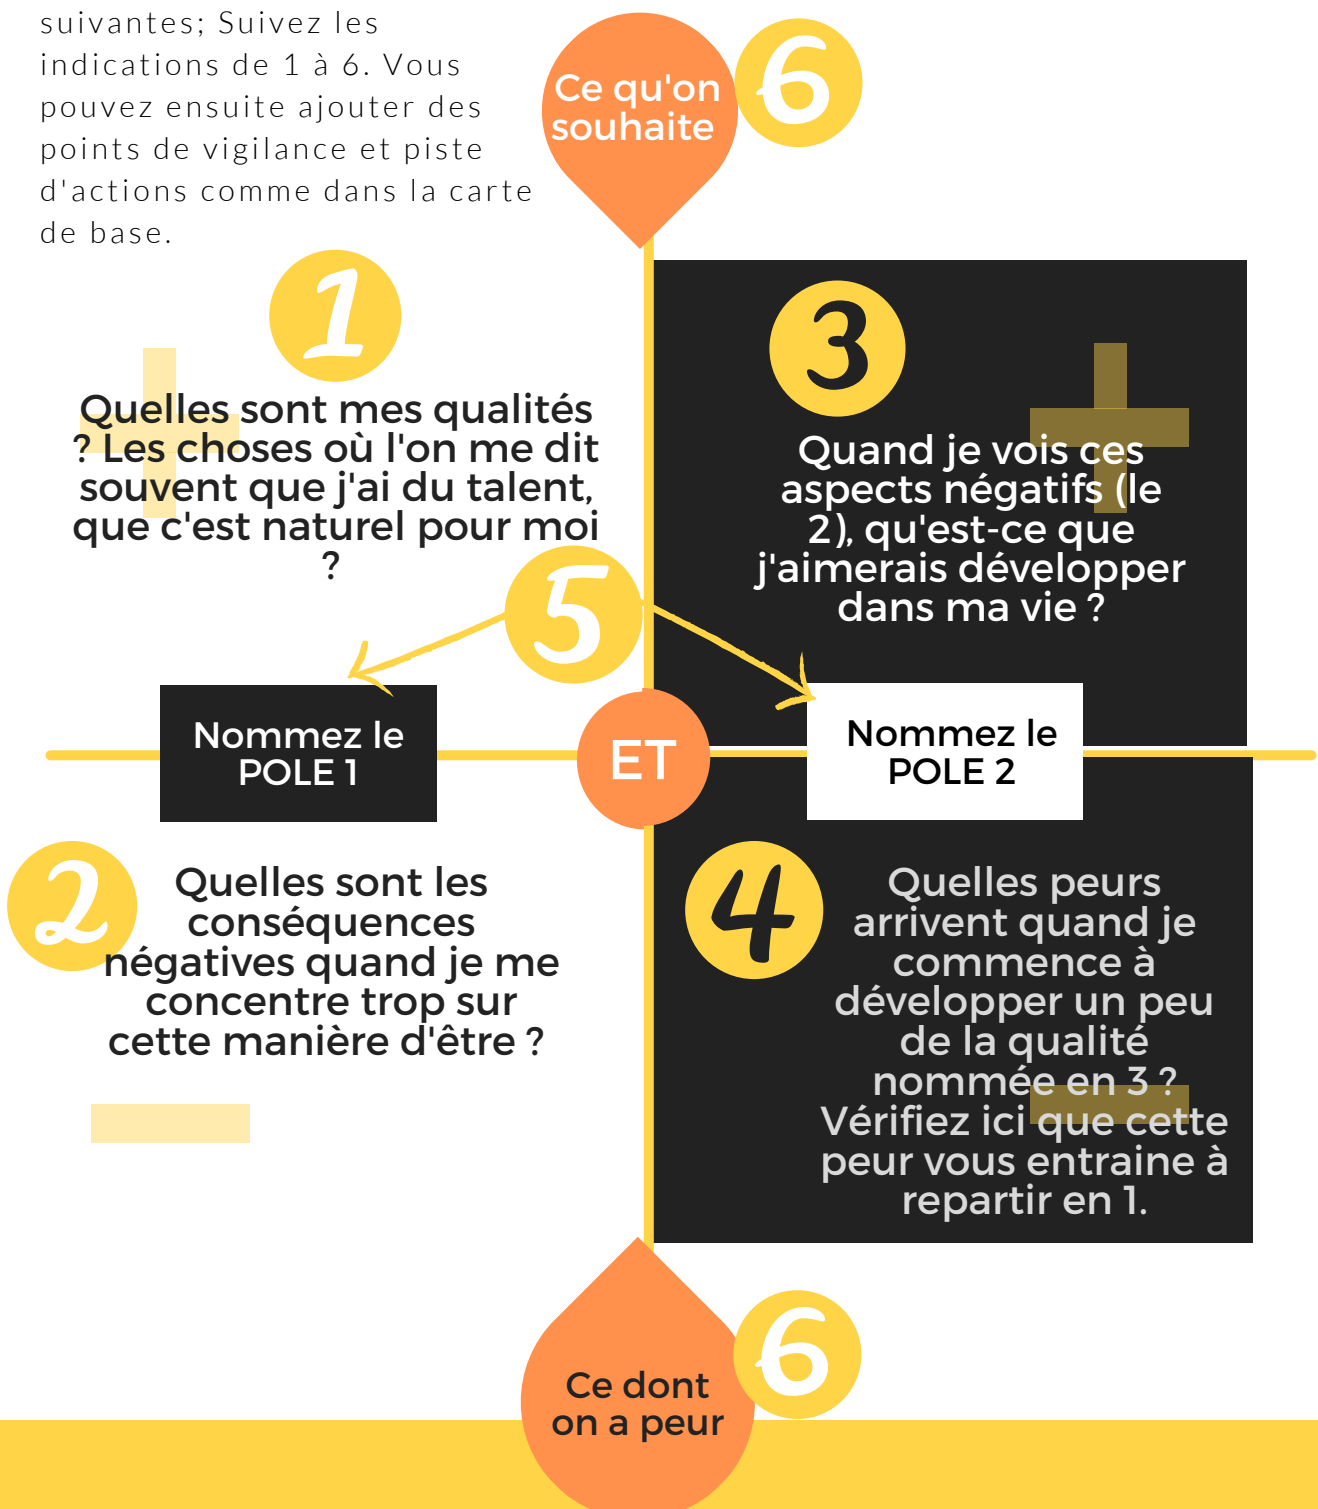 suivantes; Suivez les
indications de 1 à 6. Vous
pouvez ensuite ajouter des
points de vigilance et piste
d'actions comme dans la carte
de base.
Ce qu'on
souhaite
6
1
Quelles sont mes qualités
? Les choses où l'on me dit
souvent que j'ai du talent,
que c'est naturel pour moi
?
3
Quand je vois ces
aspects négatifs (le
2), qu'est-ce que
j'aimerais développer
dans ma vie ?
5
Nommez le
POLE 1
ET
Nommez le
POLE 2
2
Quelles sont les
conséquences
négatives quand je me
concentre trop sur
cette manière d'être ?
4
Quelles peurs
arrivent quand je
commence à
développer un peu
de la qualité
nommée en 3 ?
Vérifiez ici que cette
peur vous entraine à
repartir en 1.
6
Ce dont
on a peur